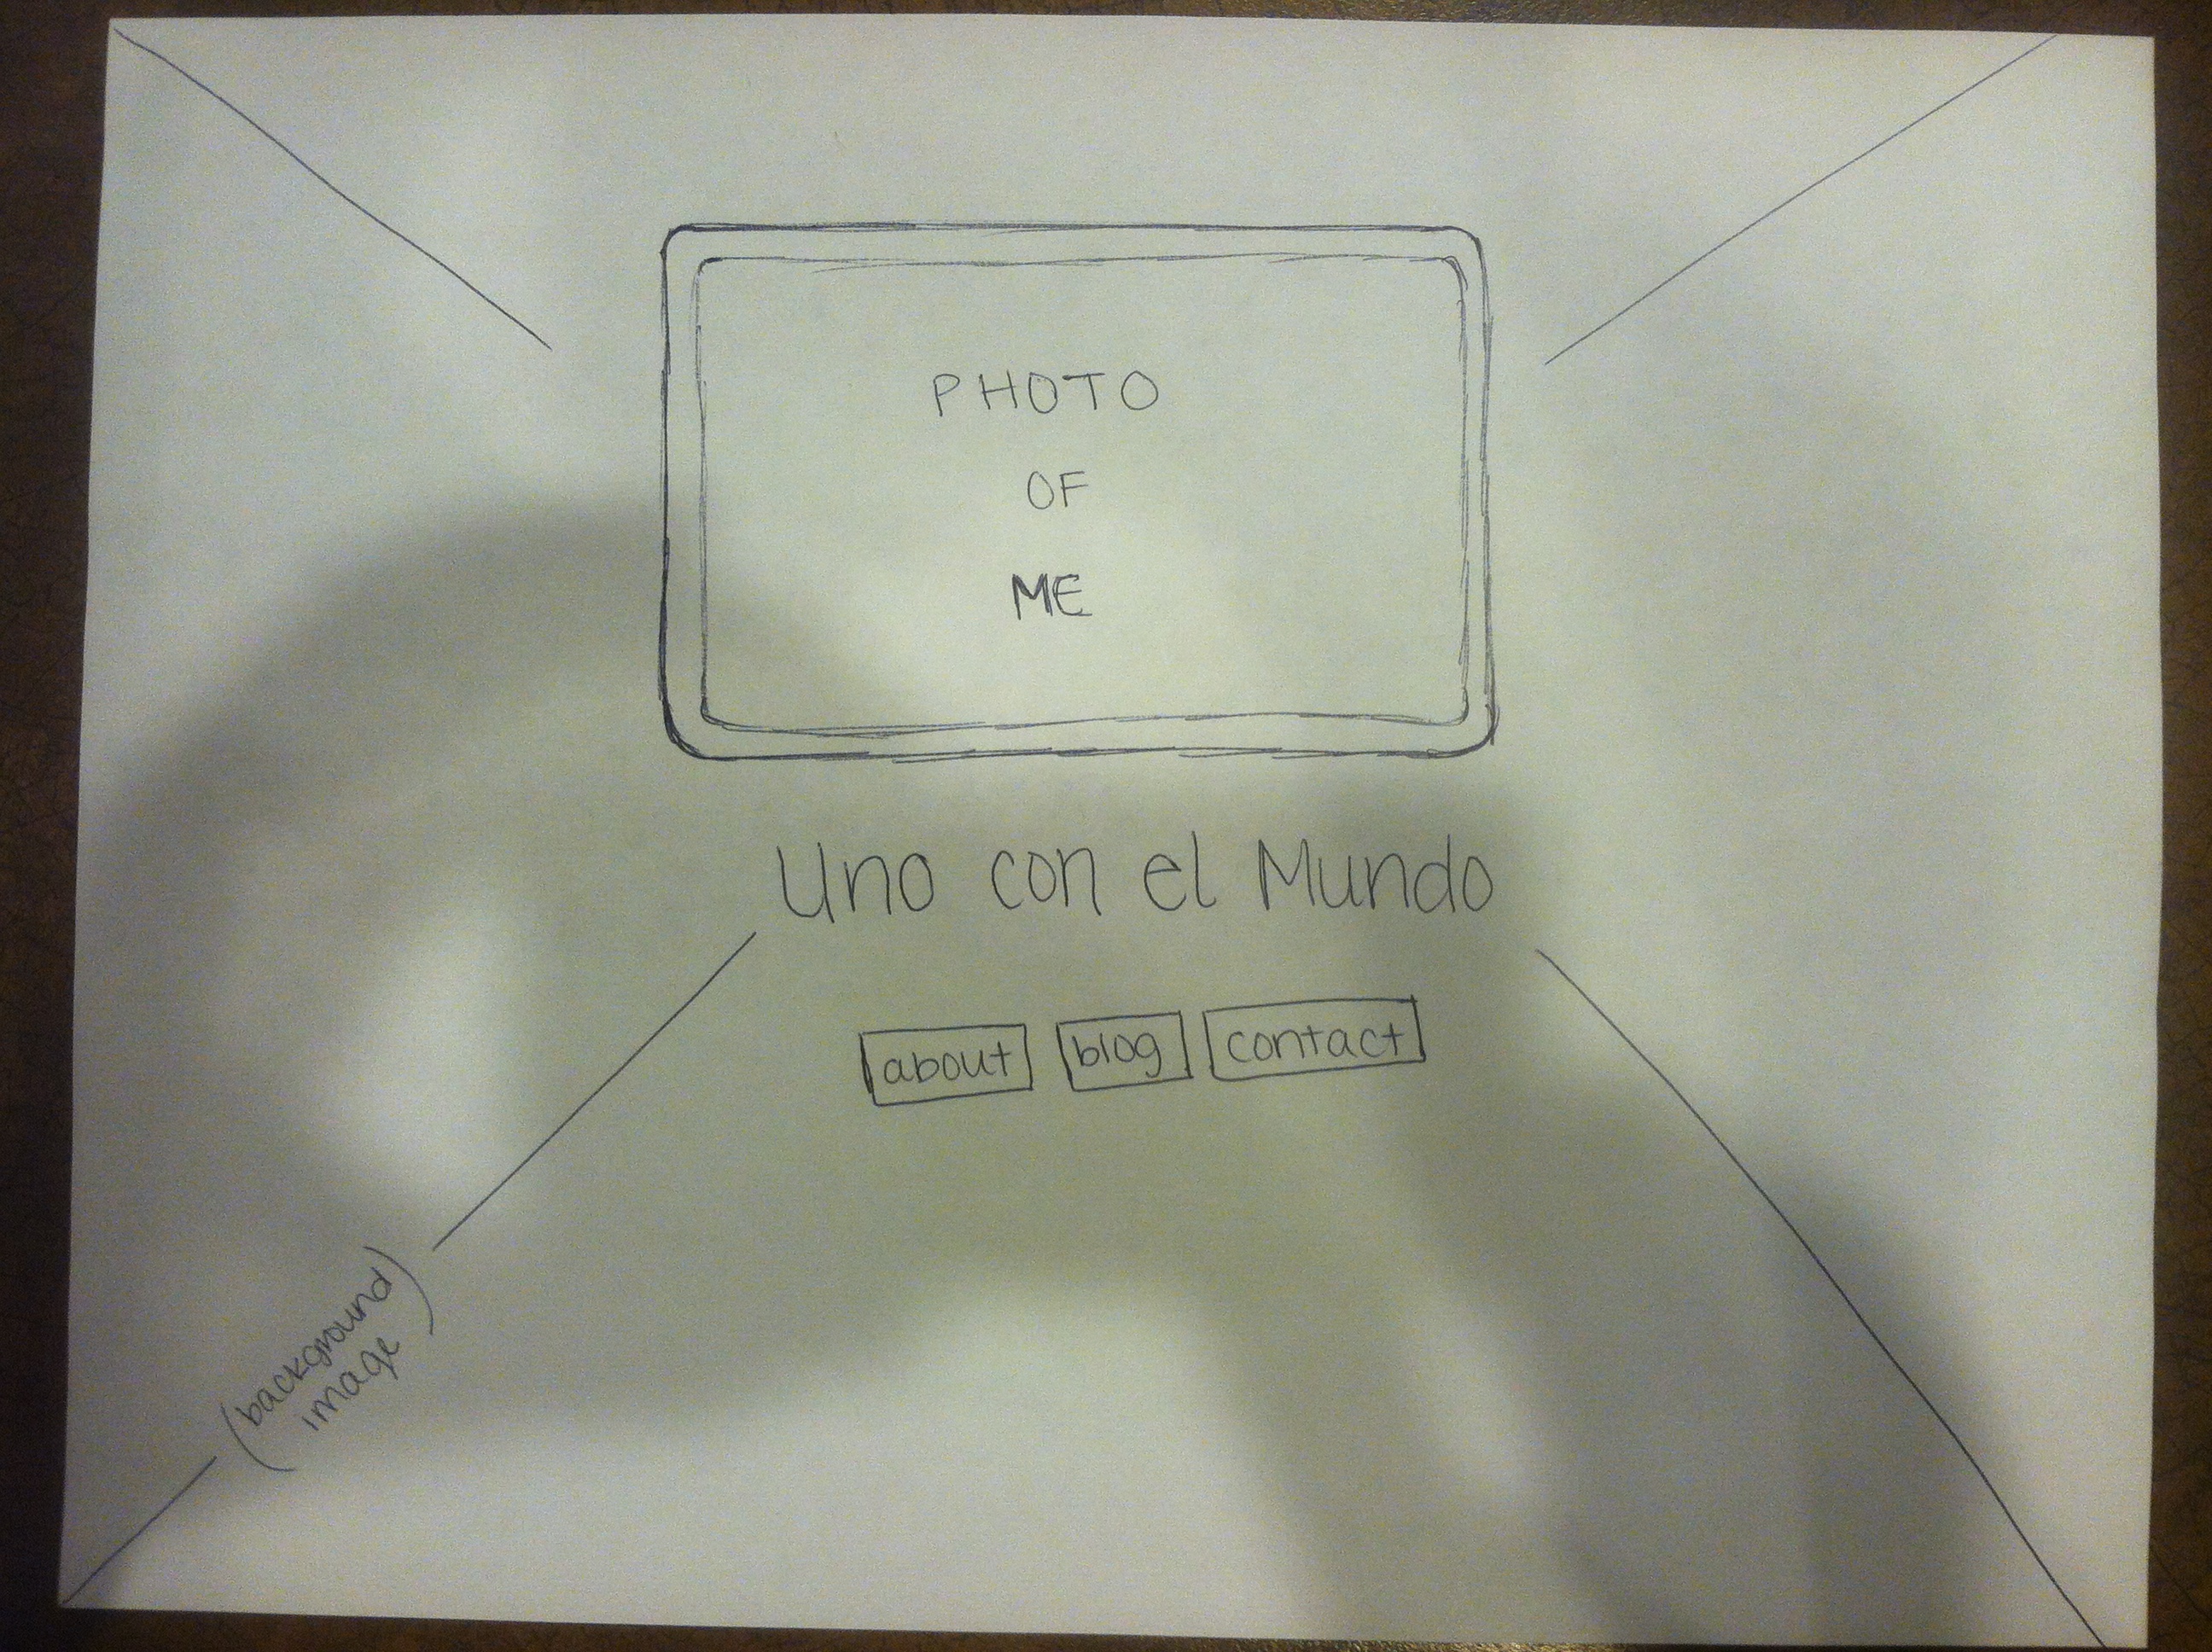 PHOTO
OF
ME
Uno con el Mundo
about blog contact
(background
image)